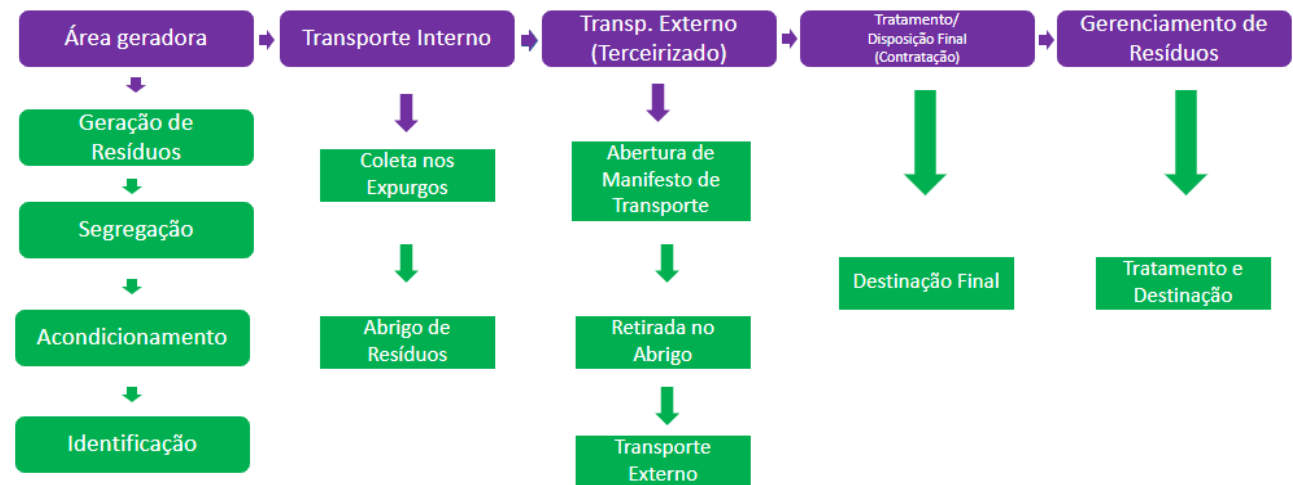 Área geradora
Transporte Interno
Transp. Externo
(Terceirizado)
Tratamento/
Disposição Final
(Contratação)
Gerenciamento de
Resíduos
Geração de
Resíduos
Segregação
Acondicionamento
Identificação
Coleta nos
Expurgos
Abrigo de
Resíduos
Abertura de
Manifesto de
Transporte
Retirada no
Abrigo
Transporte
Externo
Destinação Final
Tratamento e
Destinação